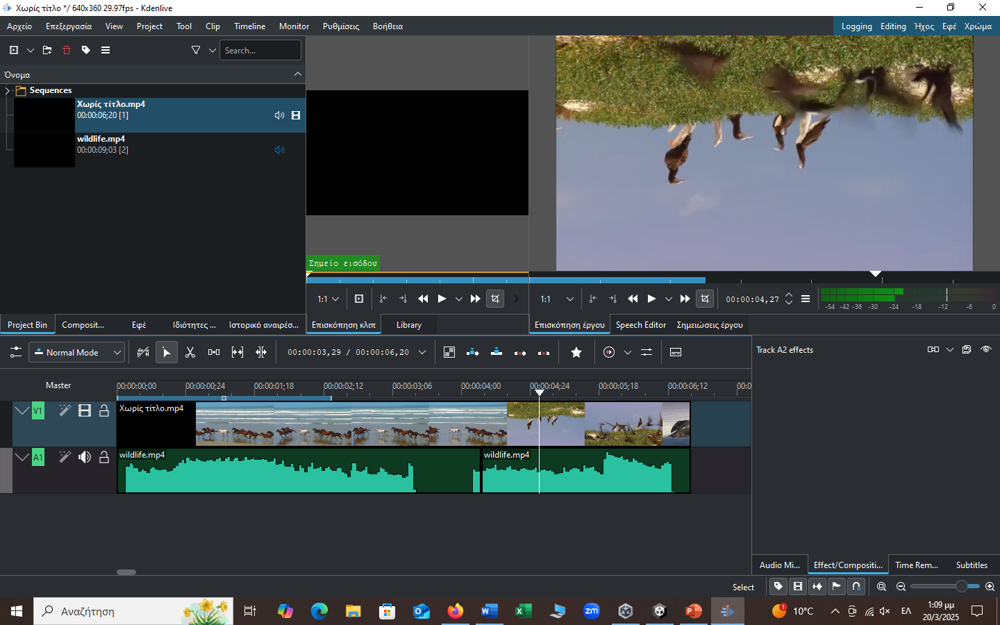 Χωρίς τίτλο */ 640x360 29.97fps - Kdenlive
Αρχείο Επεξεργασία View Project Tool Clip Timeline Monitor Ρυθμίσεις Βοήθεια
Logging Editing Ήχος Εφέ Χρώμα
Search...
Όνομα
Sequences
Χωρίς τίτλο.mp4
00:00:06;20 [1]
wildlife.mp4
00:00:09;03 [2]
Σημείο εισόδου
1:1
1:1
00:00:04,27
-54 -42 -36 -30 -24 -18 -12 -6 0
Project Bin Composit... Εφέ Ιδιότητες ... Ιστορικό αναιρέσ...
Επισκόπηση κλιπ Library
Επισκόπηση έργου Speech Editor Σημειώσεις έργου
Normal Mode
00:00:03,29 / 00:00:06,20
Track A2 effects
Master
00:00:00;00 00:00:00;24 00:00:01;18 00:00:02;12 00:00:03;06 00:00:04;00 00:00:04;24 00:00:05;18 00:00:06;12 00:0
V1
Χωρίς τίτλο.mp4
A1
wildlife.mp4
wildlife.mp4
Audio Mi... Effect/Compositi... Time Rem... Subtitles
Select
Αναζήτηση
zm
1
10°C
ΕΛ
1:09 μμ
20/3/2025